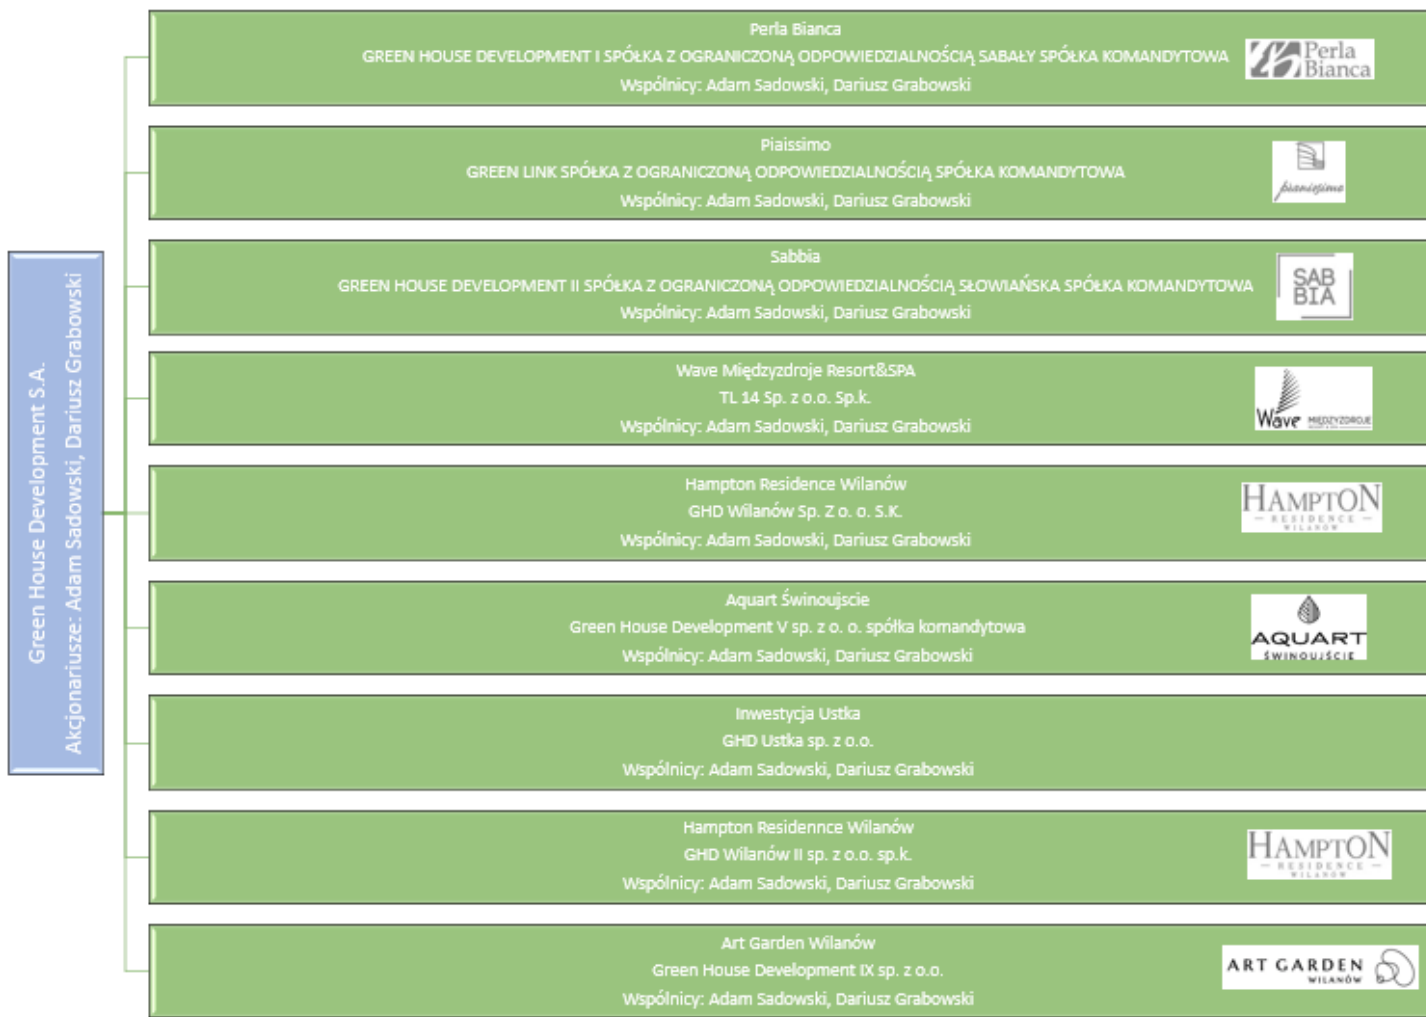 Green House Development S.A.
Akcjonariusze: Adam Sadowski, Dariusz Grabowski
Perla Bianca
GREEN HOUSE DEVELOPMENT I SPÓŁKA Z OGRANICZONĄ ODPOWIEDZIALNOŚCIĄ SABAŁY SPÓŁKA KOMANDYTOWA
Wspólnicy: Adam Sadowski, Dariusz Grabowski
Perla
Bianca
Piaissimo
GREEN LINK SPÓŁKA Z OGRANICZONĄ ODPOWIEDZIALNOŚCIĄ SPÓŁKA KOMANDYTOWA
Wspólnicy: Adam Sadowski, Dariusz Grabowski
pianissimo
Sabbia
GREEN HOUSE DEVELOPMENT II SPÓŁKA Z OGRANICZONĄ ODPOWIEDZIALNOŚCIĄ SŁOWIAŃSKA SPÓŁKA KOMANDYTOWA
Wspólnicy: Adam Sadowski, Dariusz Grabowski
SAB
BIA
Wave Międzyzdroje Resort&SPA
TL 14 Sp. z o.o. Sp.k.
Wspólnicy: Adam Sadowski, Dariusz Grabowski
Wave MIĘDZYZDROJE
Hampton Residence Wilanów
GHD Wilanów Sp. Z o. o. S.K.
Wspólnicy: Adam Sadowski, Dariusz Grabowski
HAMPTON
— RESIDENCE —
WILANÓW
Aquart Świnoujscie
Green House Development V sp. z o. o. spółka komandytowa
Wspólnicy: Adam Sadowski, Dariusz Grabowski
AQUART
ŚWINOUJŚCIE
Inwestycja Ustka
GHD Ustka sp. z o.o.
Wspólnicy: Adam Sadowski, Dariusz Grabowski
Hampton Residennce Wilanów
GHD Wilanów II sp. z o.o. sp.k.
Wspólnicy: Adam Sadowski, Dariusz Grabowski
HAMPTON
— RESIDENCE —
WILANÓW
Art Garden Wilanów
Green House Development IX sp. z o.o.
Wspólnicy: Adam Sadowski, Dariusz Grabowski
ART GARDEN
WILANÓW